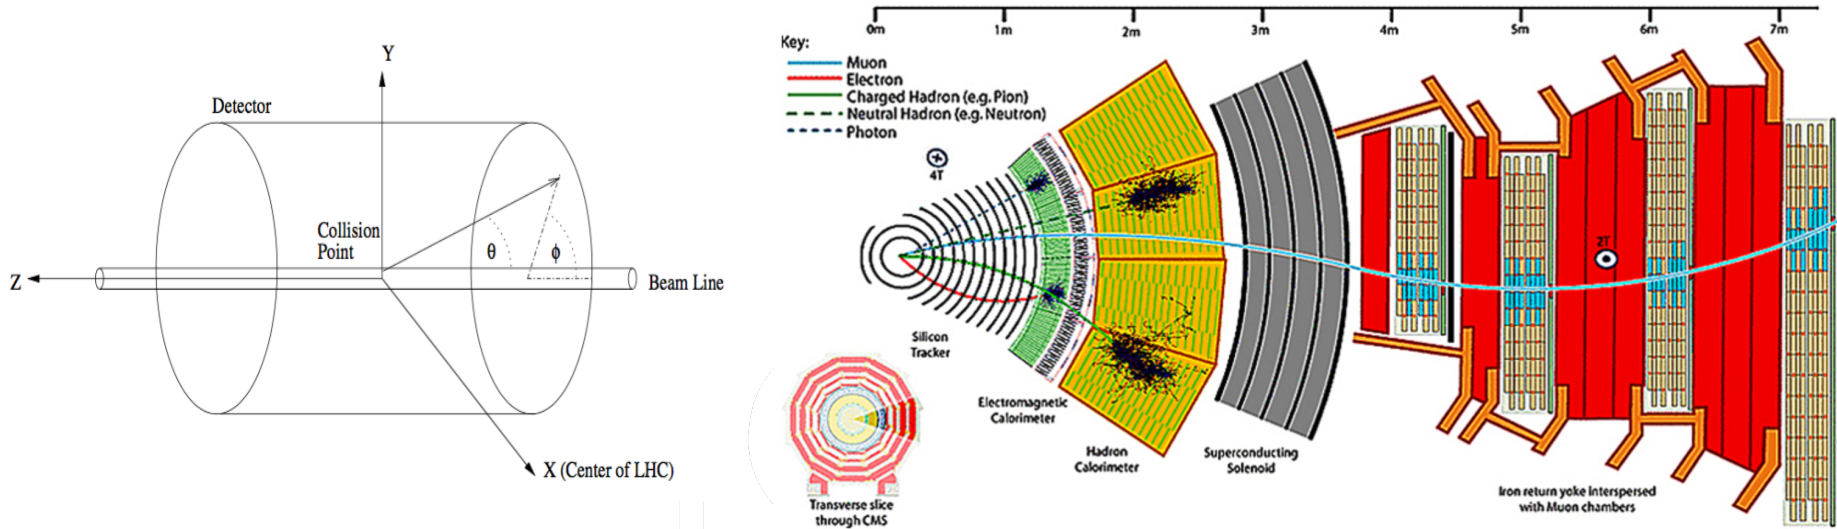 Y
Detector
Collision
Point
θ
ϕ
Z
Beam Line
X (Center of LHC)
0m 1m 2m 3m 4m 5m 6m 7m
Key:
Muon
Electron
Charged Hadron (e.g. Pion)
Neutral Hadron (e.g. Neutron)
Photon
4T
2T
Silicon
Tracker
Electromagnetic
Calorimeter
Hadron
Calorimeter
Superconducting
Solenoid
Iron return yoke interspersed
with Muon chambers
Transverse slice
through CMS